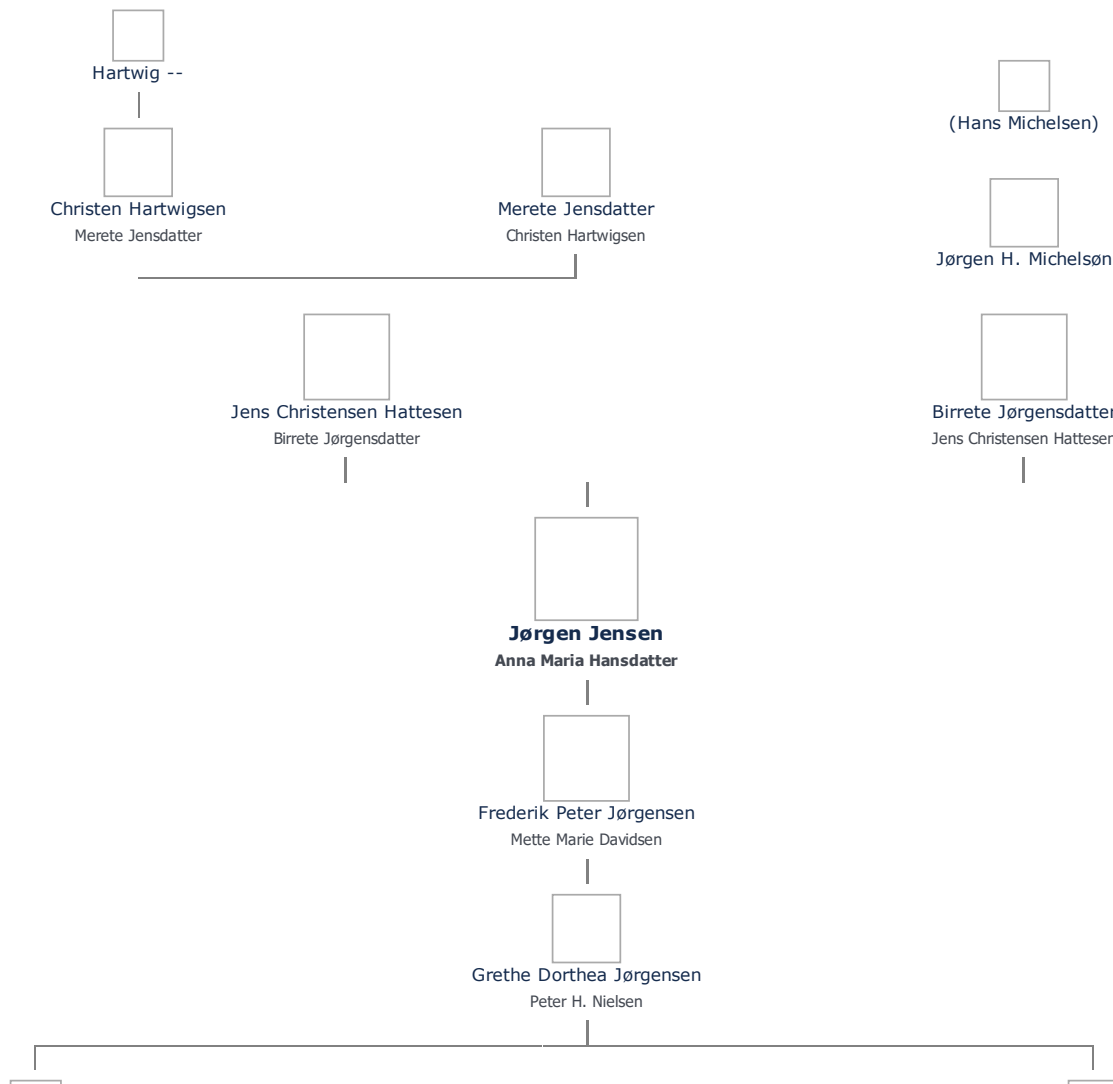 Hartwig --
(Hans Michelsen)
Christen Hartwigsen
Merete Jensdatter
Merete Jensdatter
Christen Hartwigsen
Jørgen H. Michelsøn
Jens Christensen Hattesen
Birrete Jørgensdatter
Birrete Jørgensdatter
Jens Christensen Hattesen
Jørgen Jensen
Anna Maria Hansdatter
Frederik Peter Jørgensen
Mette Marie Davidsen
Grethe Dorthea Jørgensen
Peter H. Nielsen